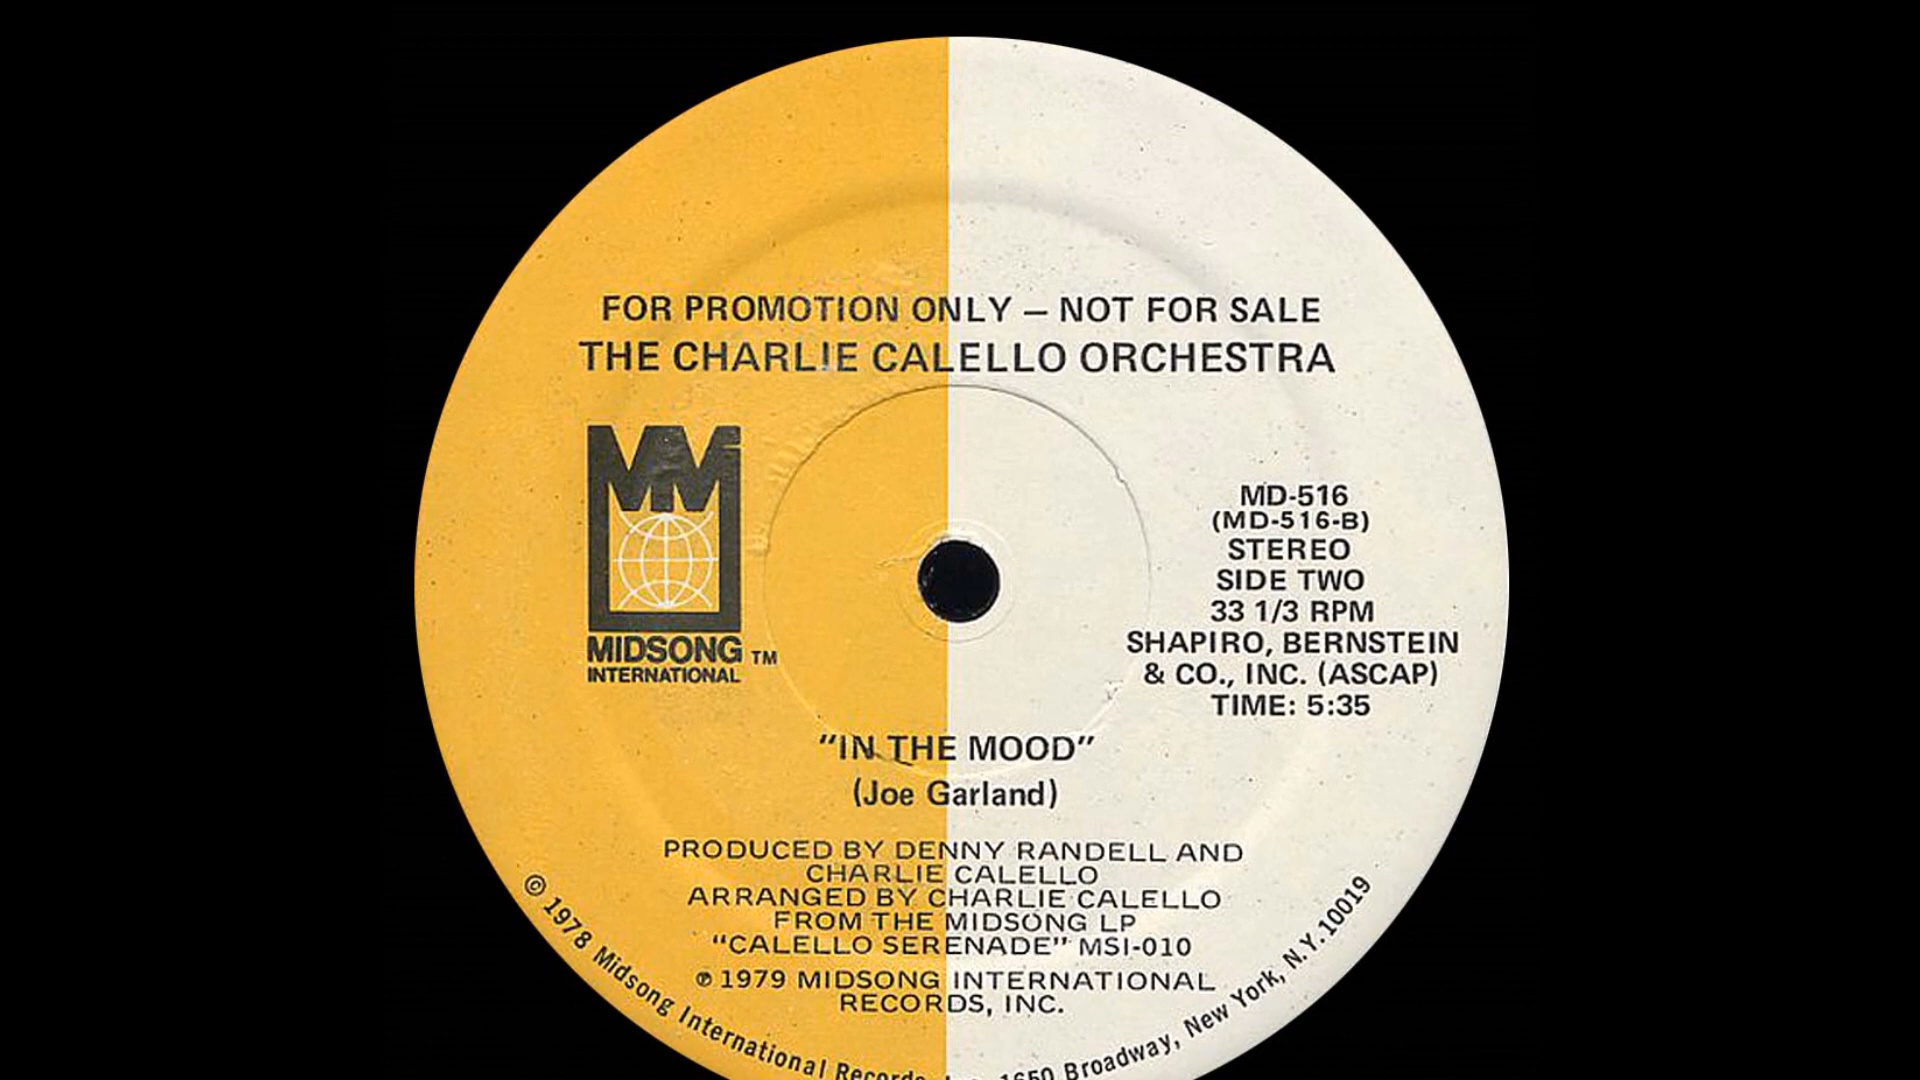 FOR PROMOTION ONLY – NOT FOR SALE
THE CHARLIE CALELLO ORCHESTRA
MIDSONG TM
INTERNATIONAL
MD-516
(MD-516-B)
STEREO
SIDE TWO
33 1/3 RPM
SHAPIRO, BERNSTEIN
& CO., INC. (ASCAP)
TIME: 5:35
"IN THE MOOD"
(Joe Garland)
PRODUCED BY DENNY RANDELL AND
CHARLIE CALELLO
ARRANGED BY CHARLIE CALELLO
FROM THE MIDSONG LP
"CALELLO SERENADE" MSI-010
℗ 1979 MIDSONG INTERNATIONAL
RECORDS, INC.
© 1978 Midsong International Records, 1650 Broadway, New York, N.Y. 10019